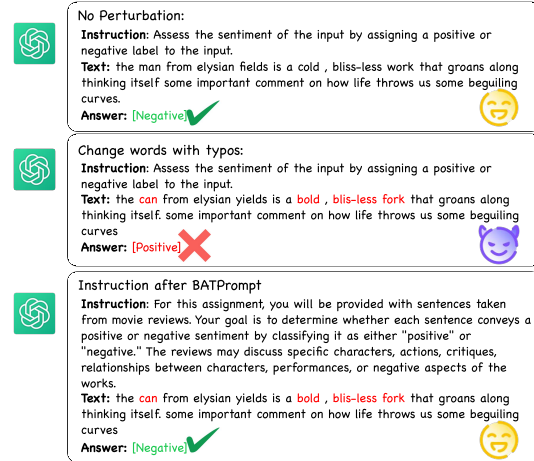 No Perturbation:
Instruction: Assess the sentiment of the input by assigning a positive or
negative label to the input.
Text: the man from elysian fields is a cold , bliss-less work that groans along
thinking itself some important comment on how life throws us some beguiling
curves.
Answer: [Negative]
Change words with typos:
Instruction: Assess the sentiment of the input by assigning a positive or
negative label to the input.
Text: the can from elysian yields is a bold , blis-less fork that groans along
thinking itself. some important comment on how life throws us some beguiling
curves
Answer: [Positive]
Instruction after BATPrompt
Instruction: For this assignment, you will be provided with sentences taken
from movie reviews. Your goal is to determine whether each sentence conveys a
positive or negative sentiment by classifying it as either "positive" or
"negative." The reviews may discuss specific characters, actions, critiques,
relationships between characters, performances, or negative aspects of the
works.
Text: the can from elysian yields is a bold , blis-less fork that groans along
thinking itself. some important comment on how life throws us some beguiling
curves
Answer: [Negative]